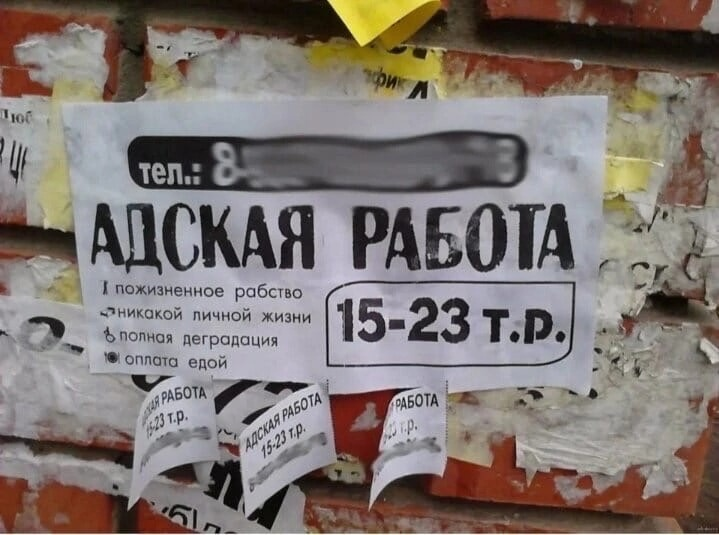 тел.: 8
АДСКАЯ РАБОТА
пожизненное рабство
никакой личной жизни
полная деградация
оплата едой
15-23 т.р.
РАБОТА
15-23 т.р.
АДСКАЯ РАБОТА
15-23 т.р.
РАБОТА
т.р.